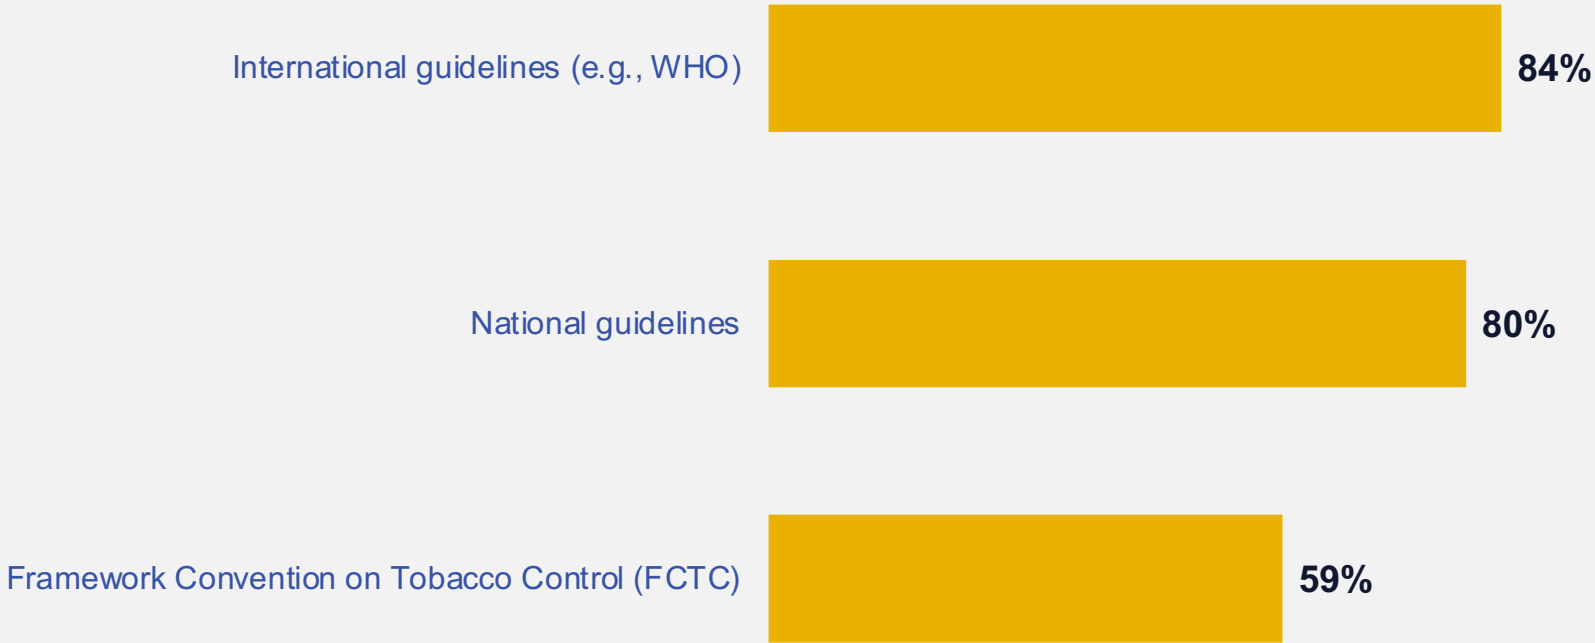 International guidelines (e.g., WHO) 84%
National guidelines 80%
Framework Convention on Tobacco Control (FCTC) 59%